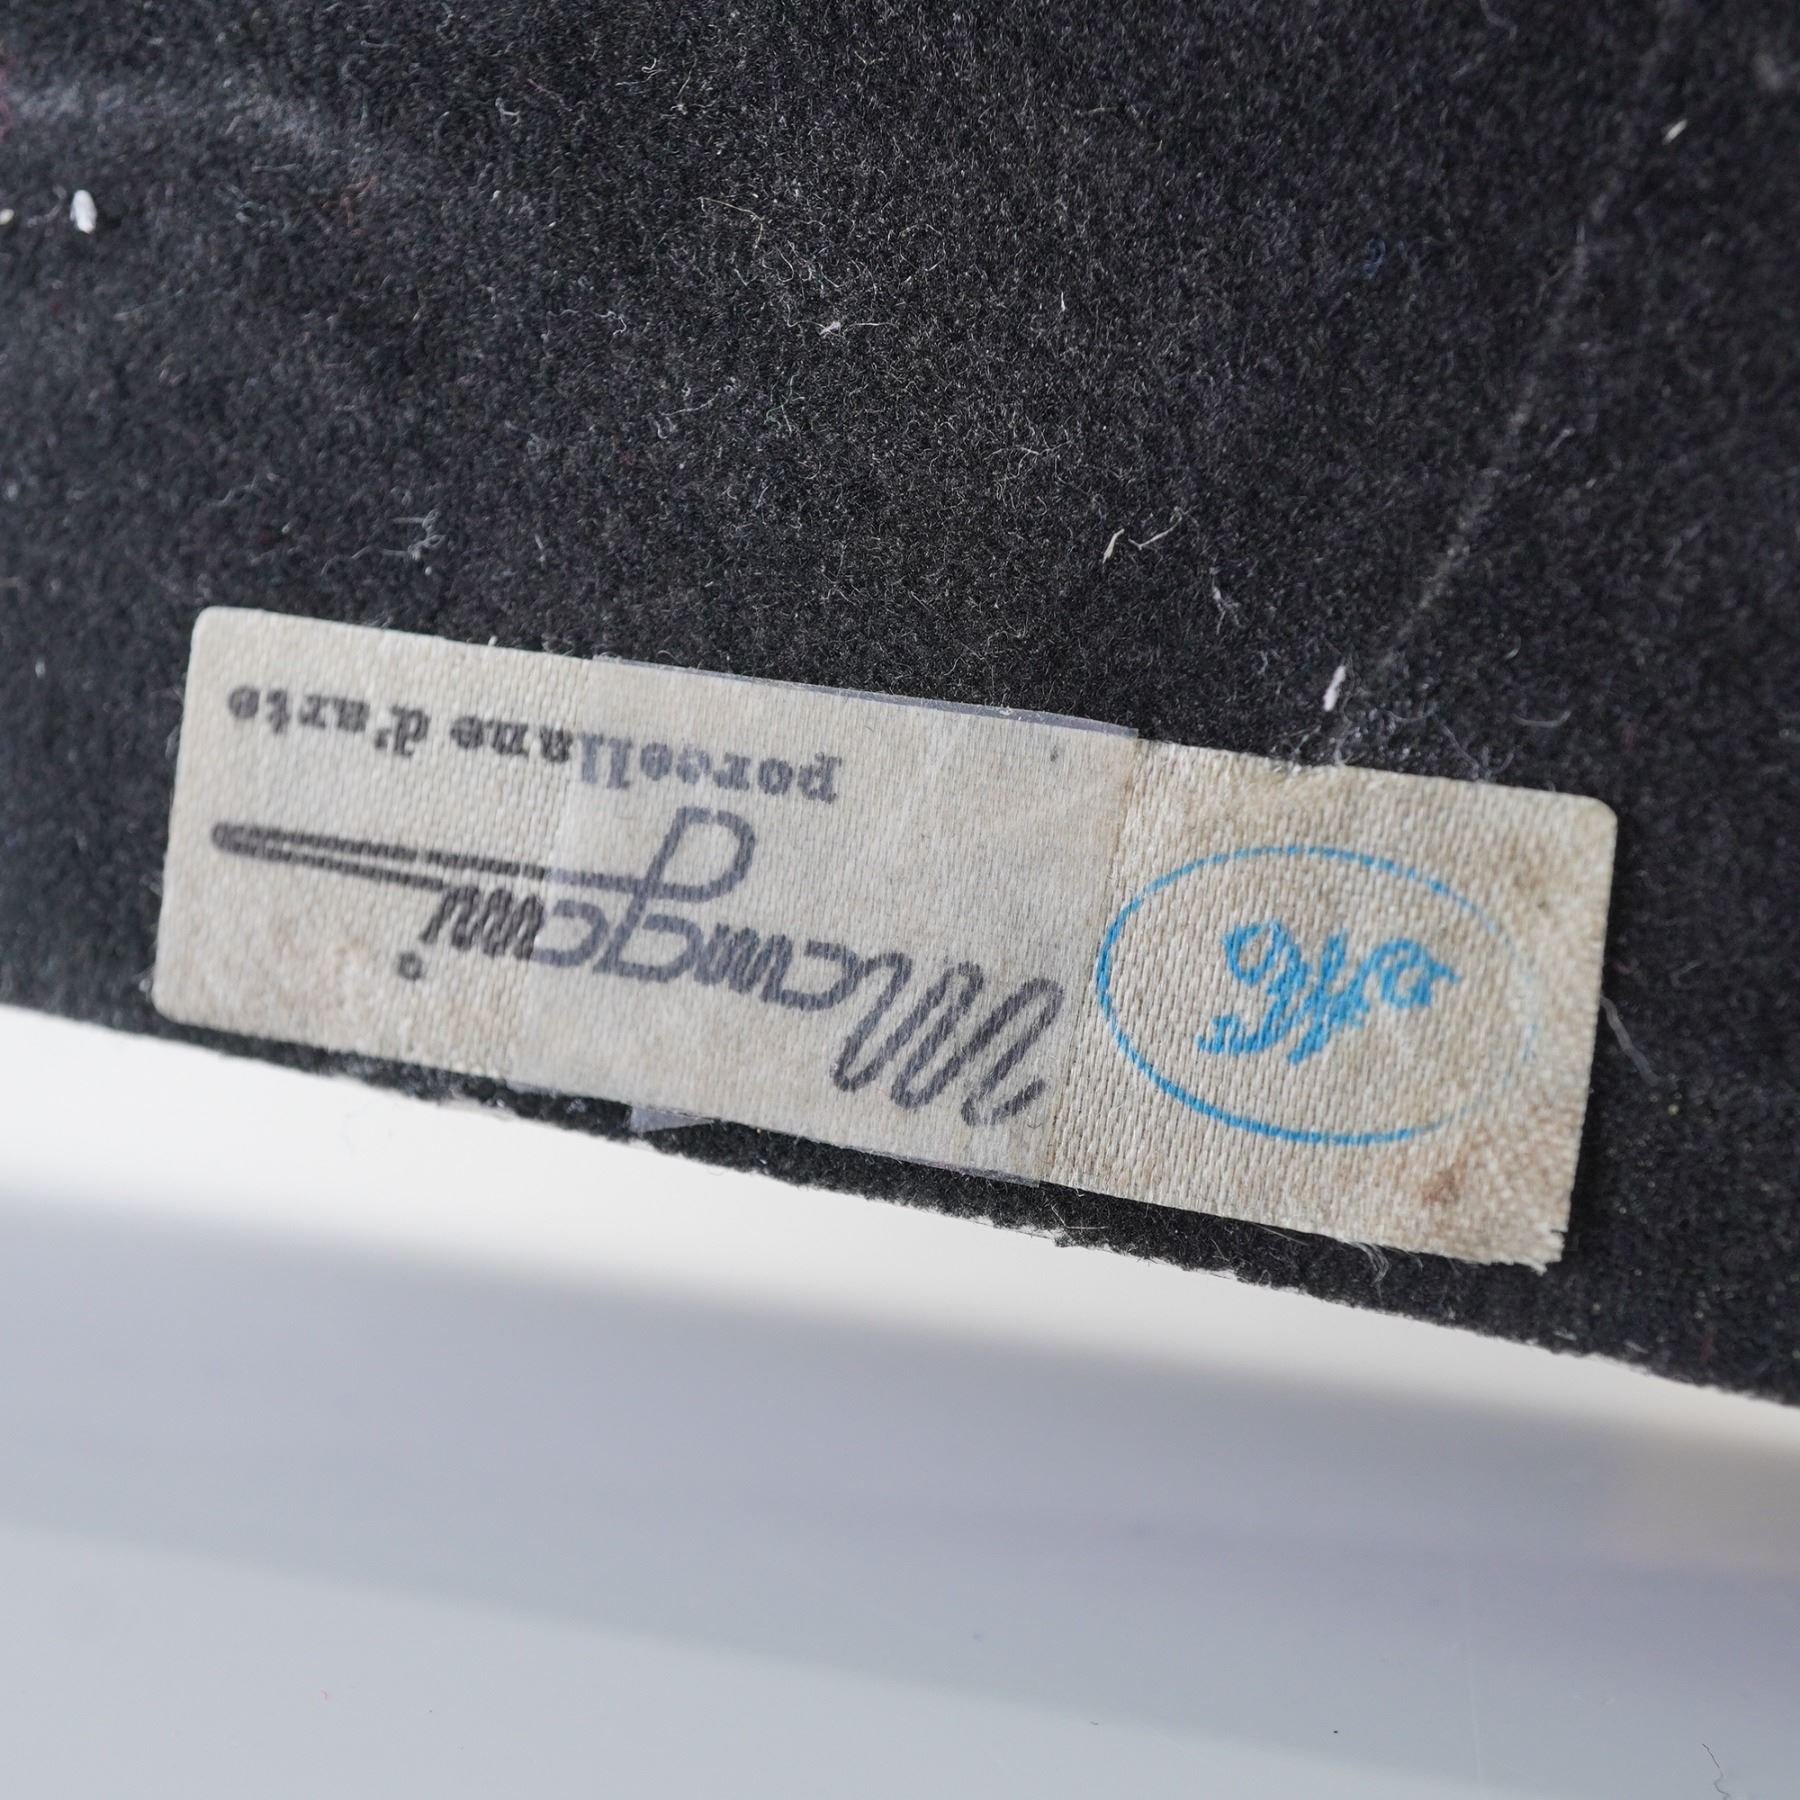 Mangani
porcellane d'arte